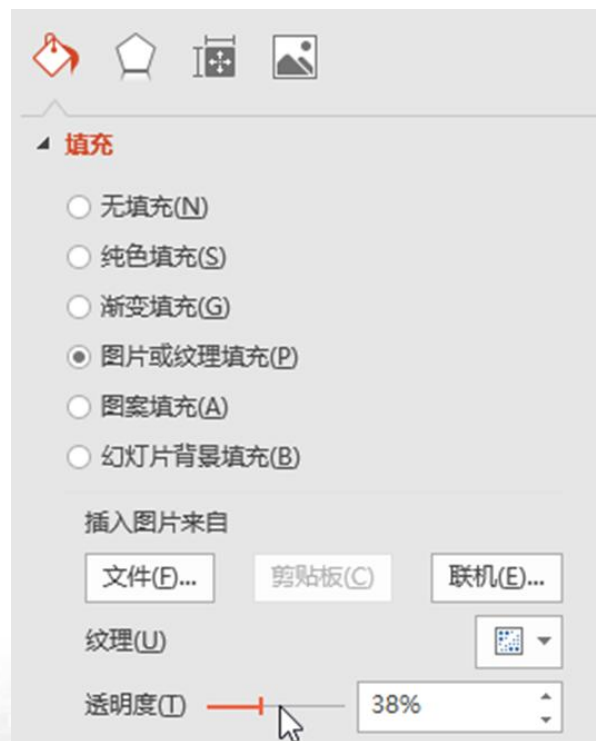 填充
无填充(N)
纯色填充(S)
渐变填充(G)
图片或纹理填充(P)
图案填充(A)
幻灯片背景填充(B)
插入图片来自
文件(F)... 剪贴板(C) 联机(E)...
纹理(U)
透明度(T) 38%